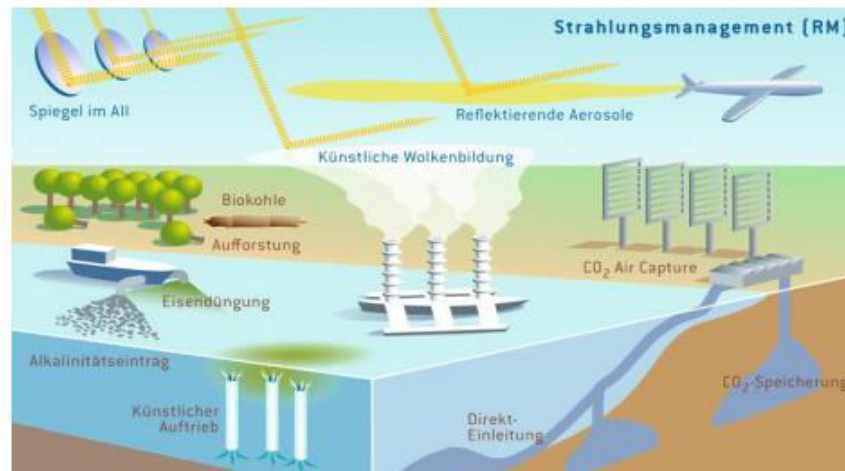 Strahlungsmanagement (RM)
Spiegel im All
Reflektierende Aerosole
Künstliche Wolkenbildung
Biokohle
Aufforstung
CO₂ Air Capture
Eisendüngung
Alkalinitätseintrag
CO₂-Speicherung
Künstlicher
Auftrieb
Direkt-
Einleitung